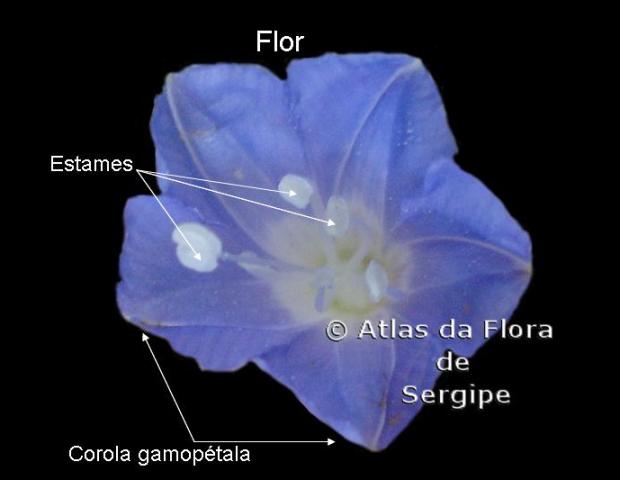 Flor
Estames
© Atlas da Flora
de
Sergipe
Corola gamopétala